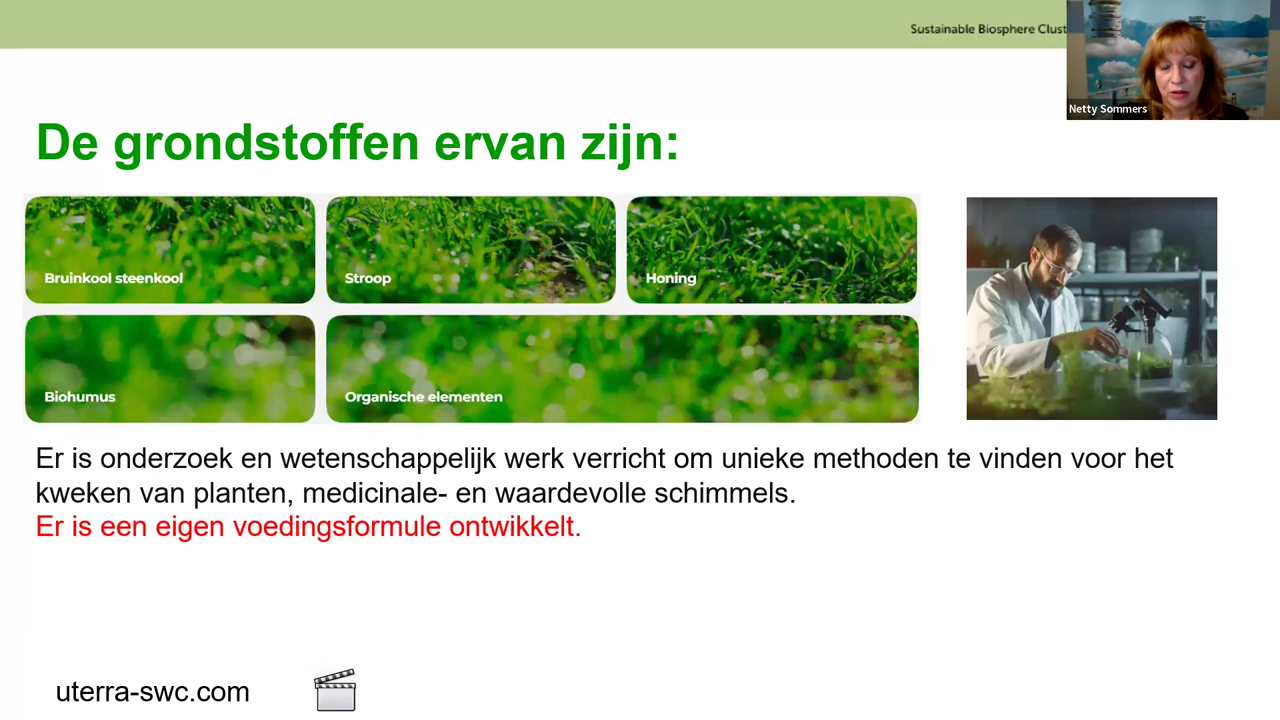 Sustainable Biosphere
Netty Sommers
De grondstoffen ervan zijn:
Bruinkool steenkool
Stroop
Honing
Biohumus
Organische elementen
Er is onderzoek en wetenschappelijk werk verricht om unieke methoden te vinden voor het
kweken van planten, medicinale- en waardevolle schimmels.
Er is een eigen voedingsformule ontwikkelt.
uterra-swc.com